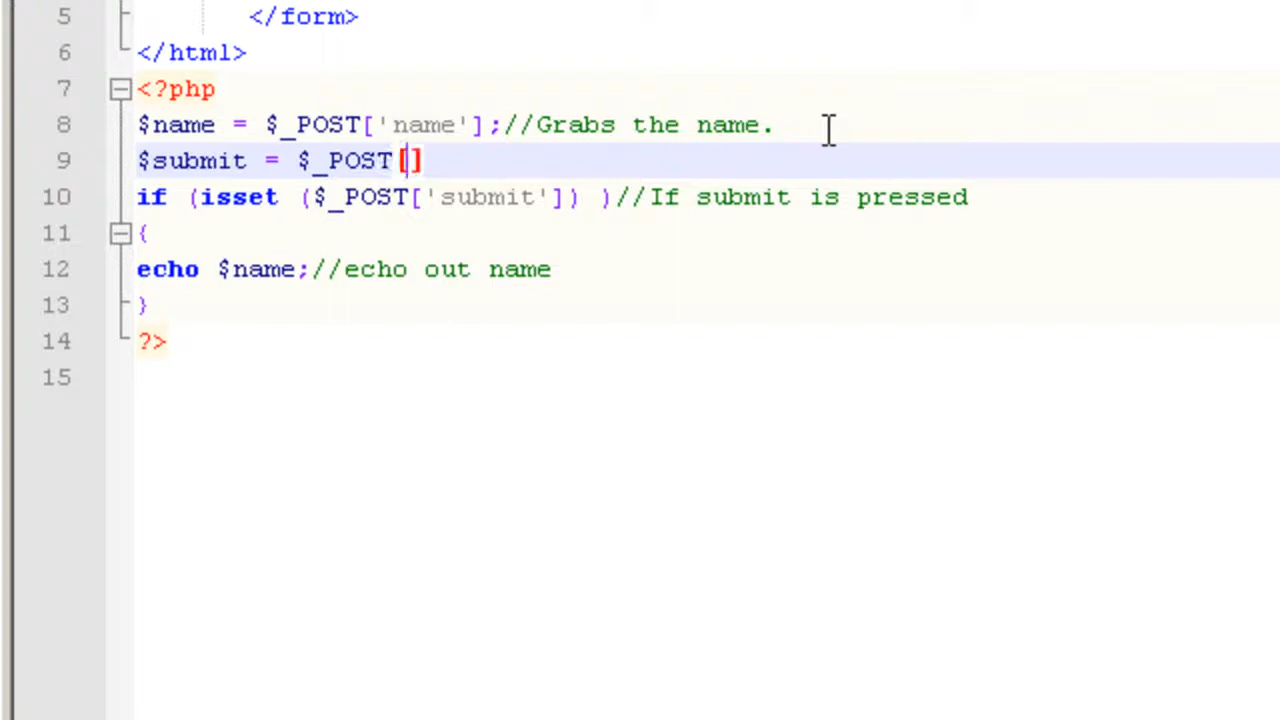 5 </form>
6 </html>
7 <?php
8 $name = $_POST['name'];//Grabs the name.
9 $submit = $_POST[]
10 if (isset ($_POST['submit']) )//If submit is pressed
11 {
12 echo $name;//echo out name
13 }
14 ?>
15